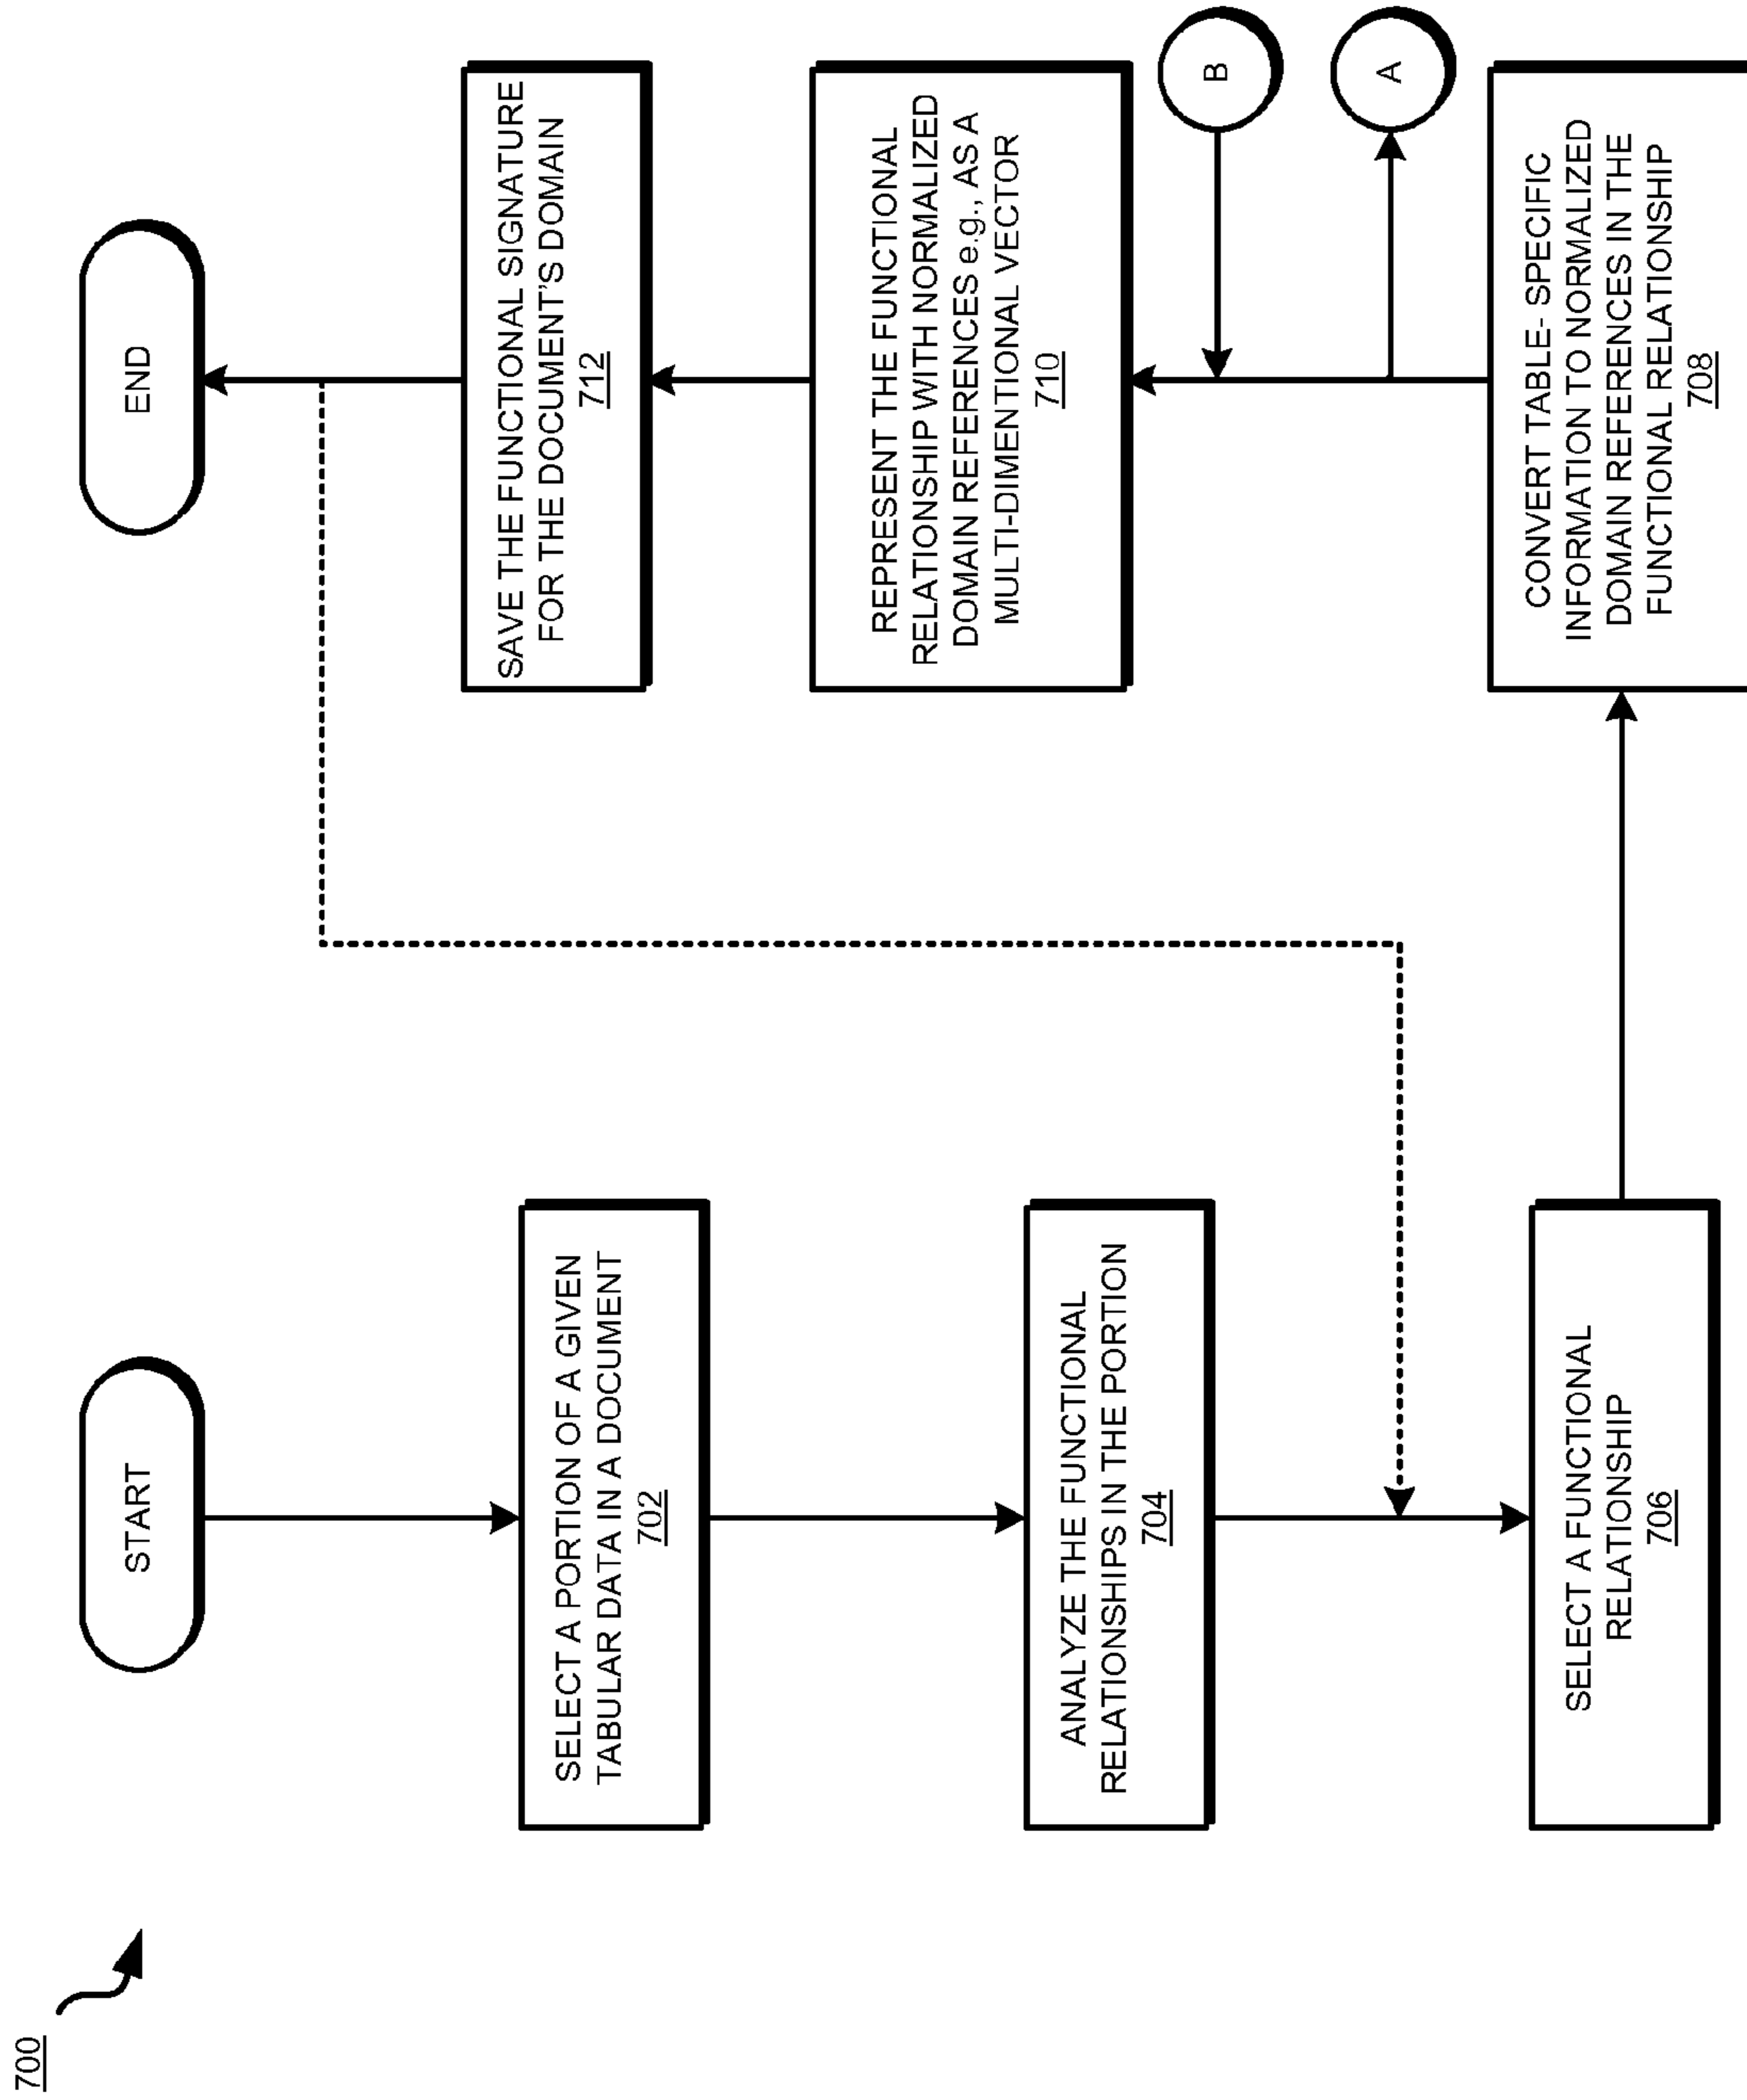 700
START
SELECT A PORTION OF A GIVEN
TABULAR DATA IN A DOCUMENT
702
ANALYZE THE FUNCTIONAL
RELATIONSHIPS IN THE PORTION
704
SELECT A FUNCTIONAL
RELATIONSHIP
706
END
SAVE THE FUNCTIONAL SIGNATURE
FOR THE DOCUMENT'S DOMAIN
712
REPRESENT THE FUNCTIONAL
RELATIONSHIP WITH NORMALIZED
DOMAIN REFERENCES e.g., AS A
MULTI-DIMENTIONAL VECTOR
710
B
A
CONVERT TABLE- SPECIFIC
INFORMATION TO NORMALIZED
DOMAIN REFERENCES IN THE
FUNCTIONAL RELATIONSHIP
708